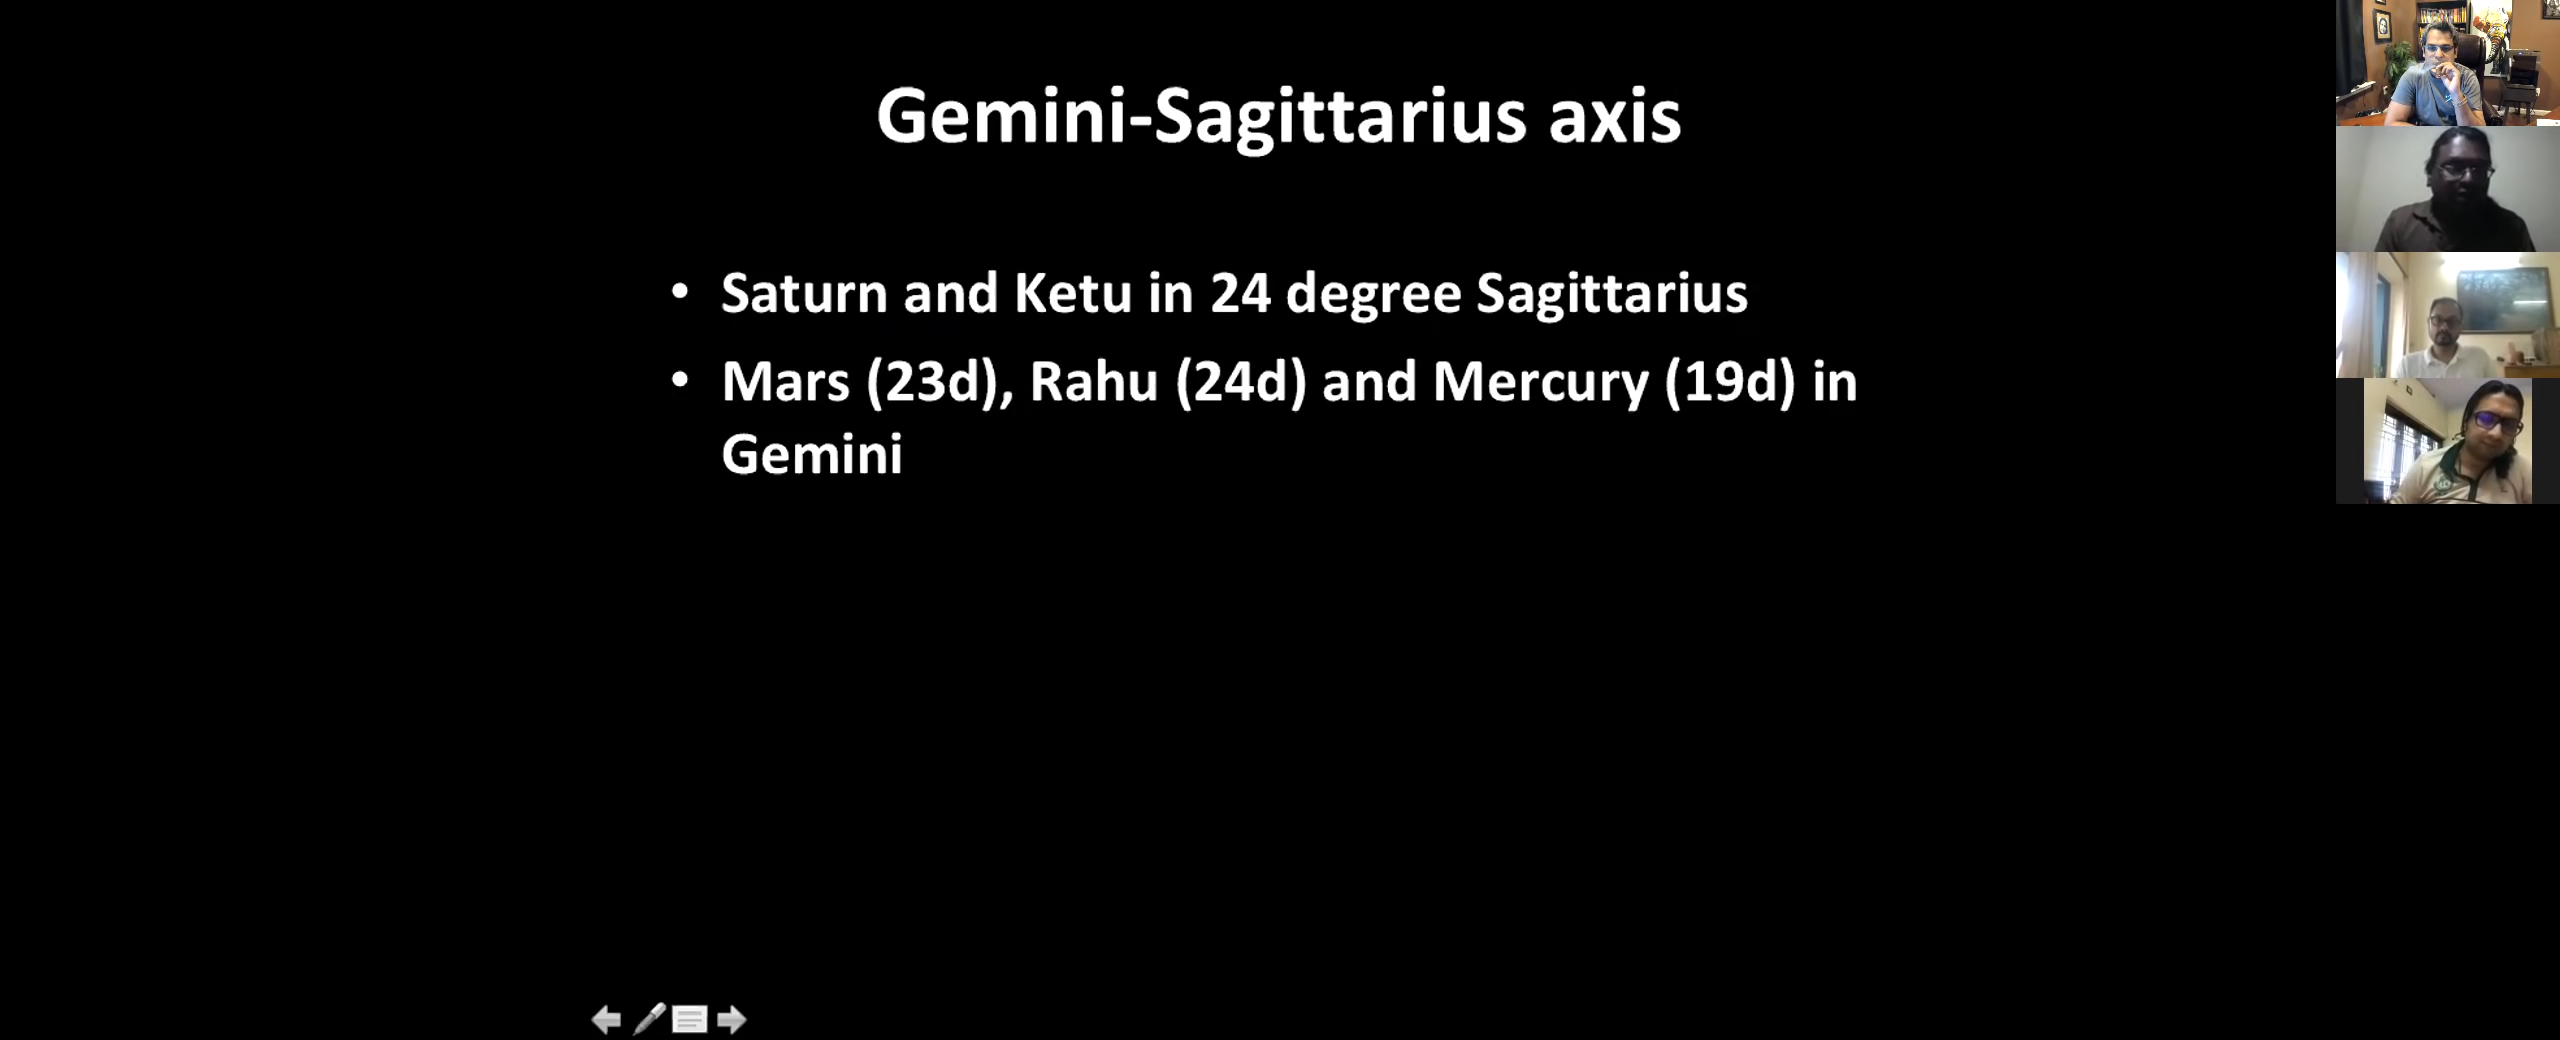 Gemini-Sagittarius axis
• Saturn and Ketu in 24 degree Sagittarius
• Mars (23d), Rahu (24d) and Mercury (19d) in
Gemini